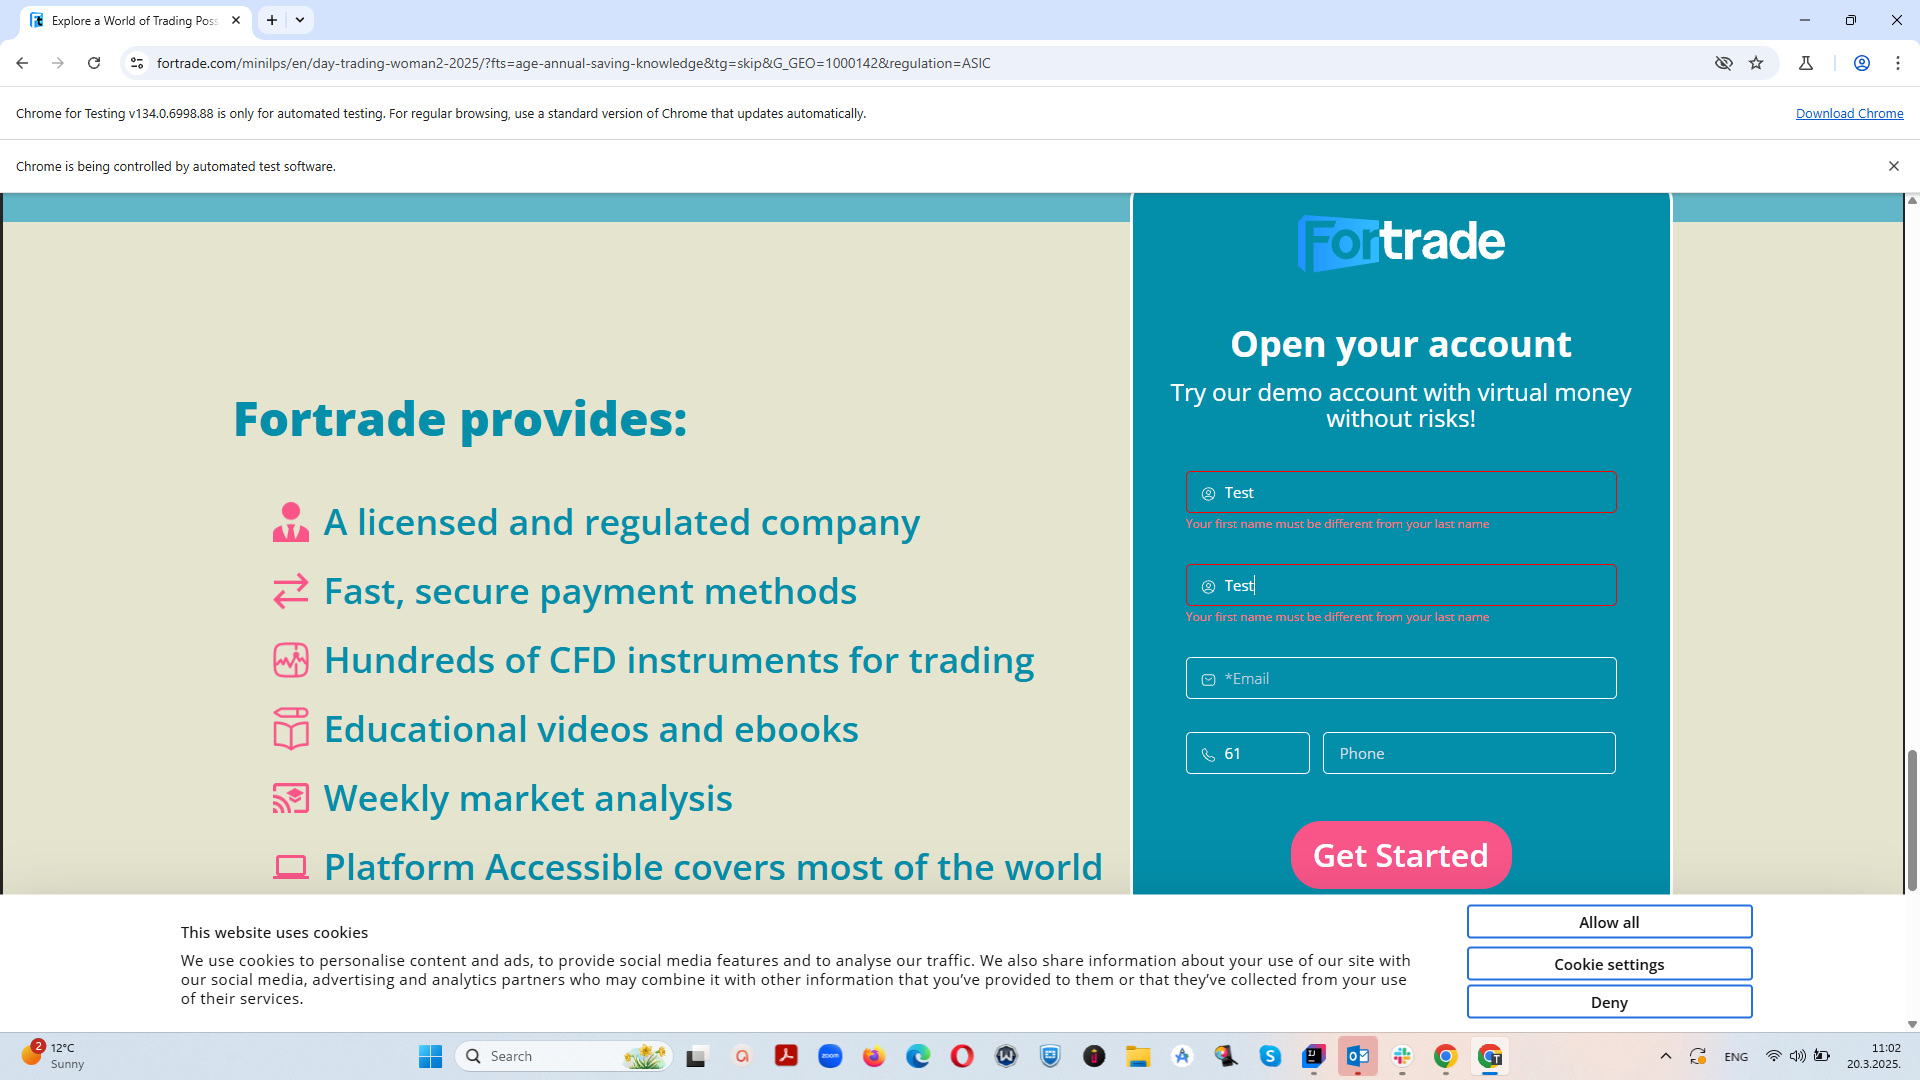 Explore a World of Trading Poss
fortrade.com/minilps/en/day-trading-woman2-2025/?fts=age-annual-saving-knowledge&tg=skip&G_GEO=1000142&regulation=ASIC
Chrome for Testing v134.0.6998.88 is only for automated testing. For regular browsing, use a standard version of Chrome that updates automatically.
Download Chrome
Chrome is being controlled by automated test software.
Fortrade
Open your account
Try our demo account with virtual money
without risks!
Fortrade provides:
A licensed and regulated company
Fast, secure payment methods
Hundreds of CFD instruments for trading
Educational videos and ebooks
Weekly market analysis
Platform Accessible covers most of the world
Test
Your first name must be different from your last name
Test
Your first name must be different from your last name
*Email
61
Phone
Get Started
This website uses cookies
We use cookies to personalise content and ads, to provide social media features and to analyse our traffic. We also share information about your use of our site with
our social media, advertising and analytics partners who may combine it with other information that you've provided to them or that they've collected from your use
of their services.
Allow all
Cookie settings
Deny
2
12°C
Sunny
Search
zoom
ENG
11:02
20.3.2025.